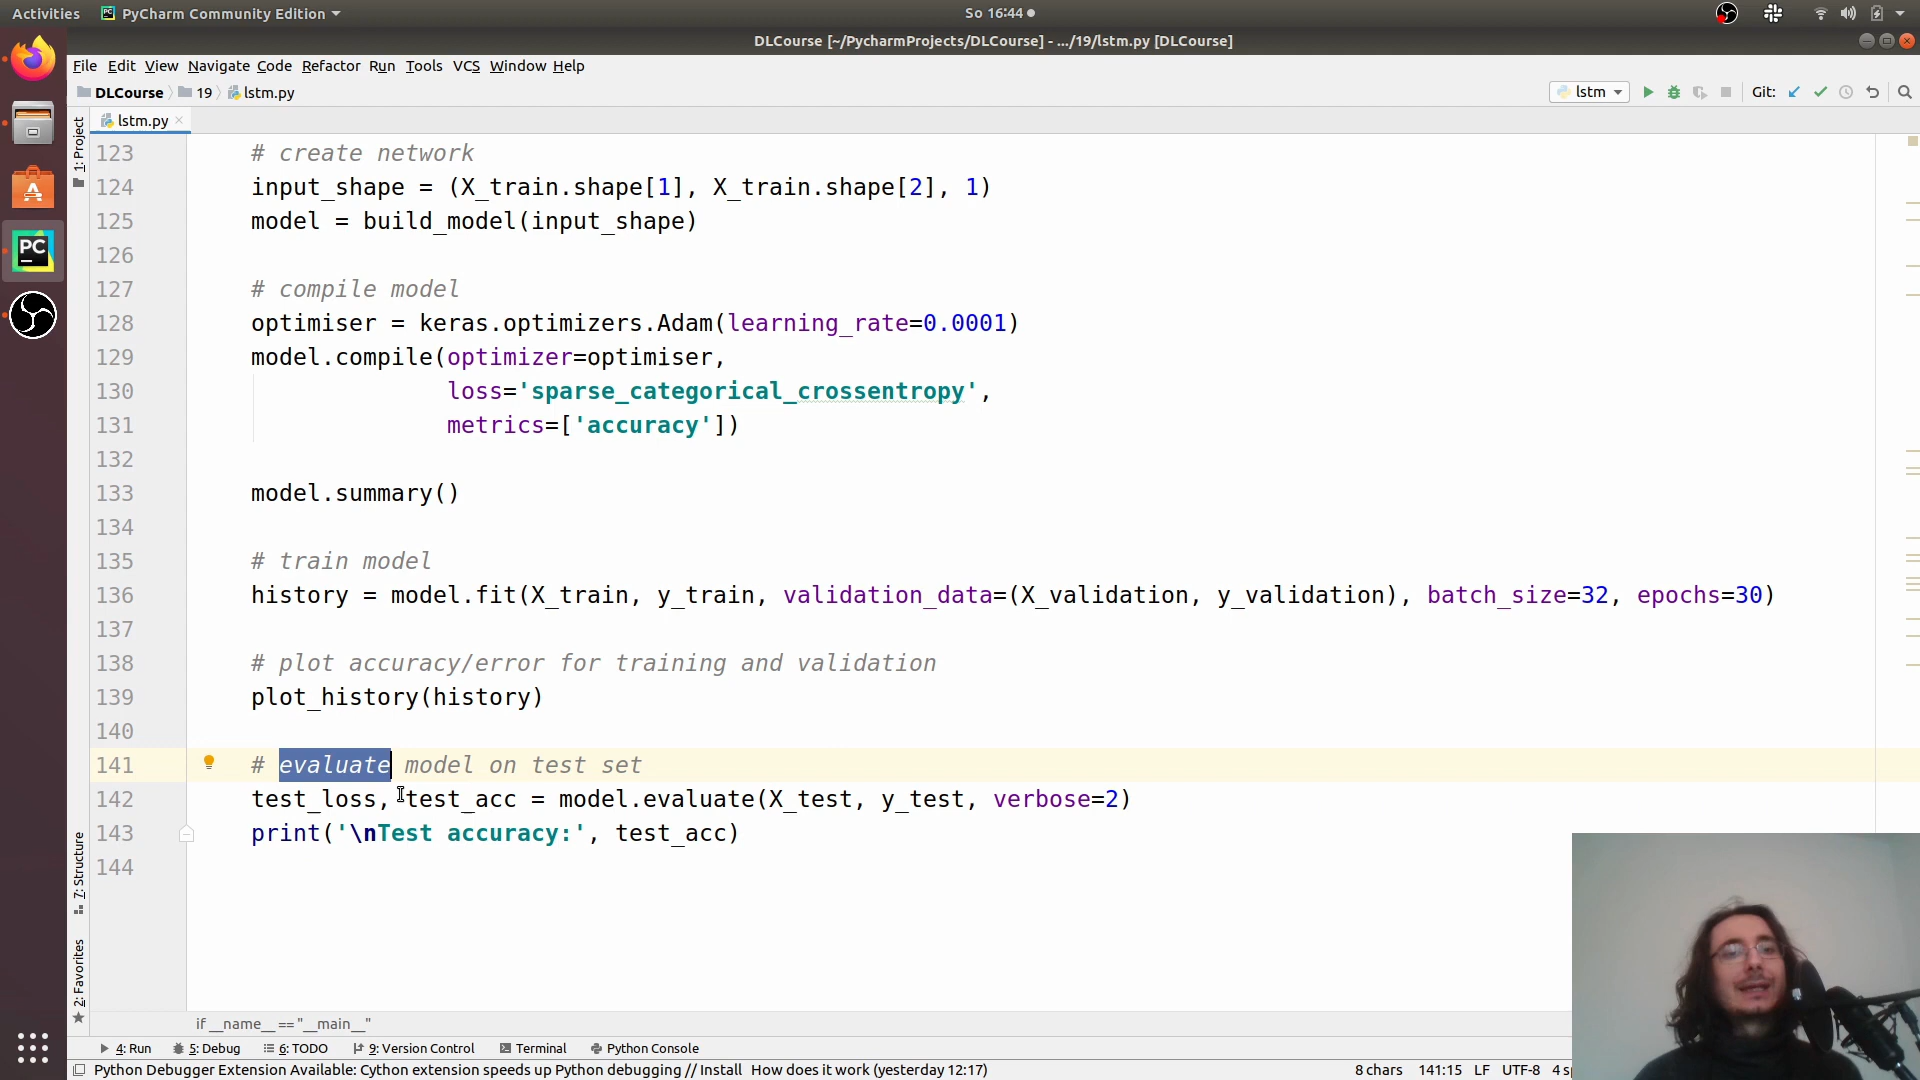 Activities PyCharm Community Edition So 16:44
DLCourse [~/PycharmProjects/DLCourse] - .../19/lstm.py [DLCourse]
File Edit View Navigate Code Refactor Run Tools VCS Window Help
DLCourse 19 lstm.py lstm Git:
lstm.py
1: Project
7: Structure
2: Favorites
123 # create network
124 input_shape = (X_train.shape[1], X_train.shape[2], 1)
125 model = build_model(input_shape)
126
127 # compile model
128 optimiser = keras.optimizers.Adam(learning_rate=0.0001)
129 model.compile(optimizer=optimiser,
130 loss='sparse_categorical_crossentropy',
131 metrics=['accuracy'])
132
133 model.summary()
134
135 # train model
136 history = model.fit(X_train, y_train, validation_data=(X_validation, y_validation), batch_size=32, epochs=30)
137
138 # plot accuracy/error for training and validation
139 plot_history(history)
140
141 # evaluate model on test set
142 test_loss, test_acc = model.evaluate(X_test, y_test, verbose=2)
143 print('\nTest accuracy:', test_acc)
144
if __name__ == "__main__"
4: Run 5: Debug 6: TODO 9: Version Control Terminal Python Console
Python Debugger Extension Available: Cython extension speeds up Python debugging // Install How does it work (yesterday 12:17) 8 chars 141:15 LF UTF-8 4